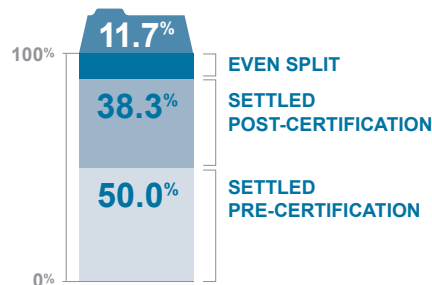 11.7%
100%
EVEN SPLIT
38.3%
SETTLED
POST-CERTIFICATION
50.0%
SETTLED
PRE-CERTIFICATION
0%